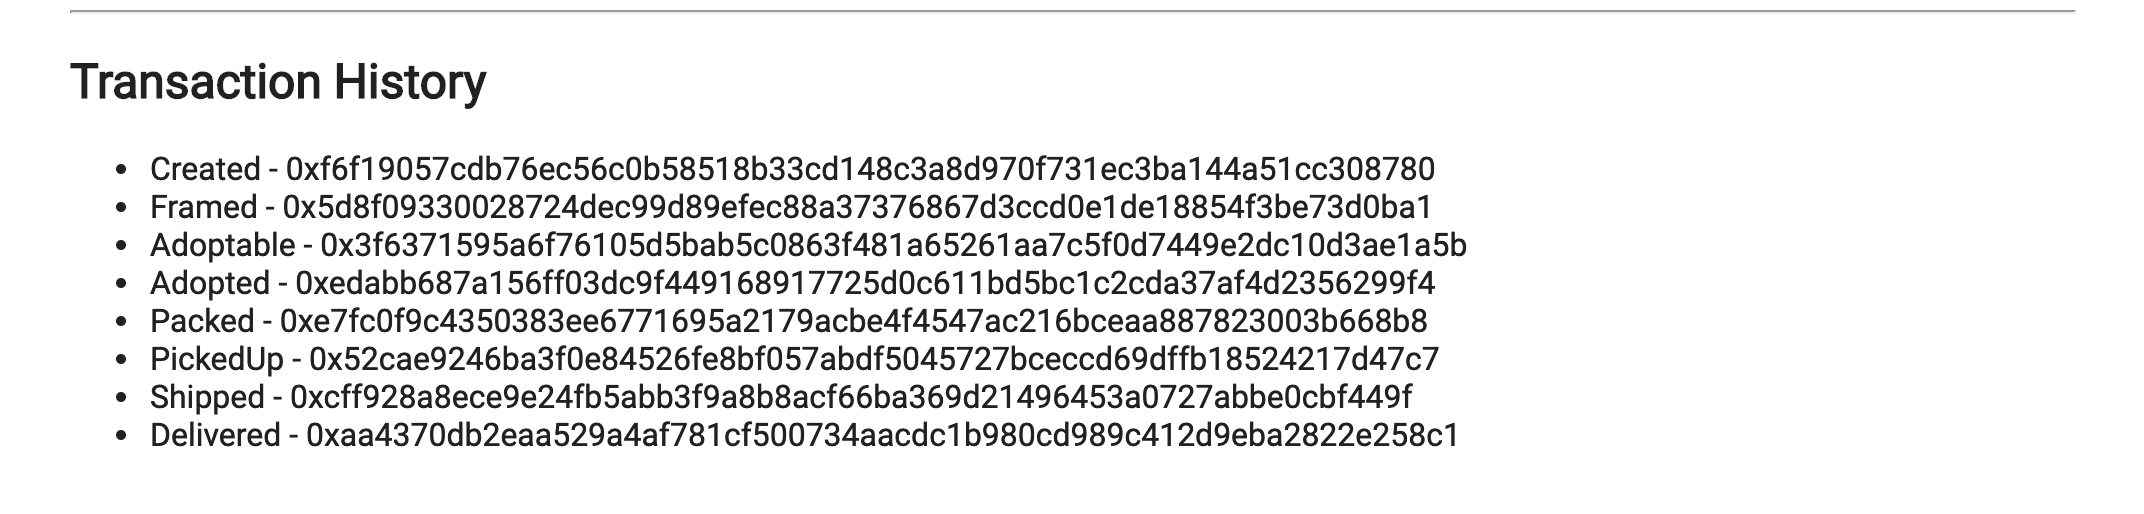 Transaction History
• Created - 0xf6f19057cdb76ec56c0b58518b33cd148c3a8d970f731ec3ba144a51cc308780
• Framed - 0x5d8f09330028724dec99d89efec88a37376867d3ccd0e1de18854f3be73d0ba1
• Adoptable - 0x3f6371595a6f76105d5bab5c0863f481a65261aa7c5f0d7449e2dc10d3ae1a5b
• Adopted - 0xedabb687a156ff03dc9f449168917725d0c611bd5bc1c2cda37af4d2356299f4
• Packed - 0xe7fc0f9c4350383ee6771695a2179acbe4f4547ac216bceaa887823003b668b8
• PickedUp - 0x52cae9246ba3f0e84526fe8bf057abdf5045727bceccd69dffb18524217d47c7
• Shipped - 0xcff928a8ece9e24fb5abb3f9a8b8acf66ba369d21496453a0727abbe0cbf449f
• Delivered - 0xaa4370db2eaa529a4af781cf500734aacdc1b980cd989c412d9eba2822e258c1